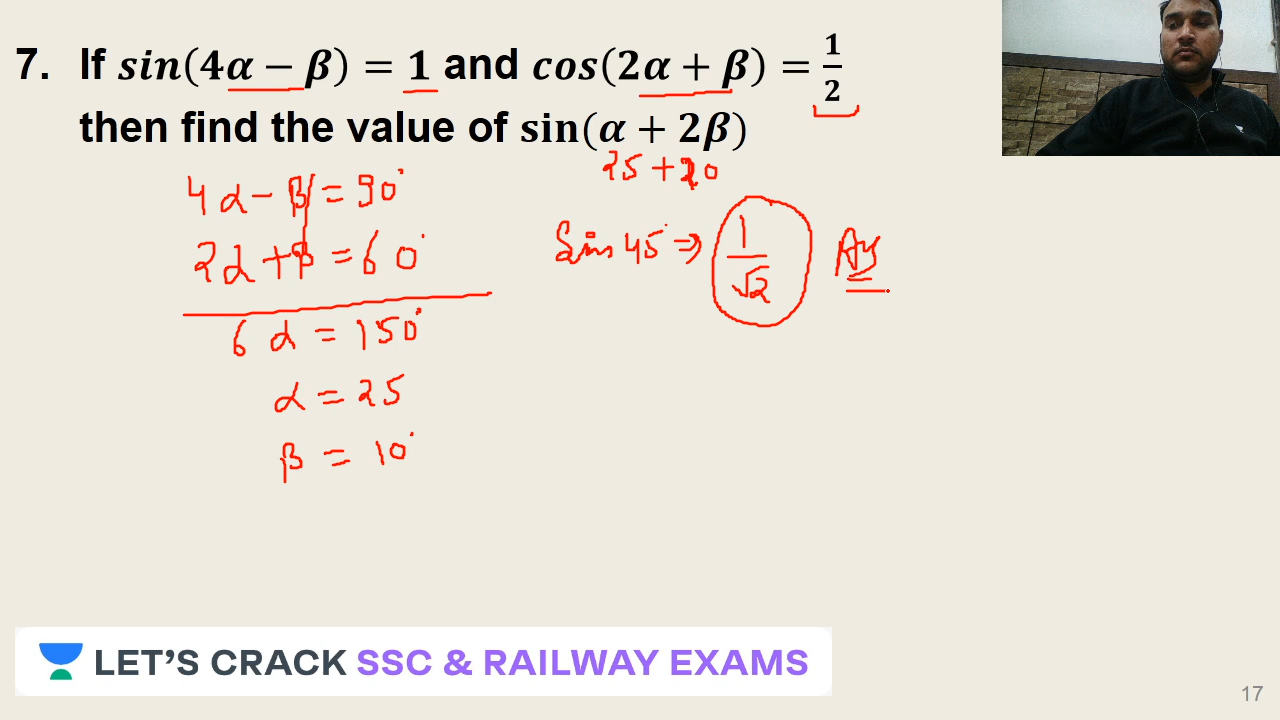 7. If sin(4α − β) = 1 and cos(2α + β) = 1/2
then find the value of sin(α + 2β)
25 + 20
4α − β = 90°
2α + β = 60°
Sin 45° ⇒ 1/√2 Ans
6α = 150°
α = 25
β = 10°
LET'S CRACK SSC & RAILWAY EXAMS
17